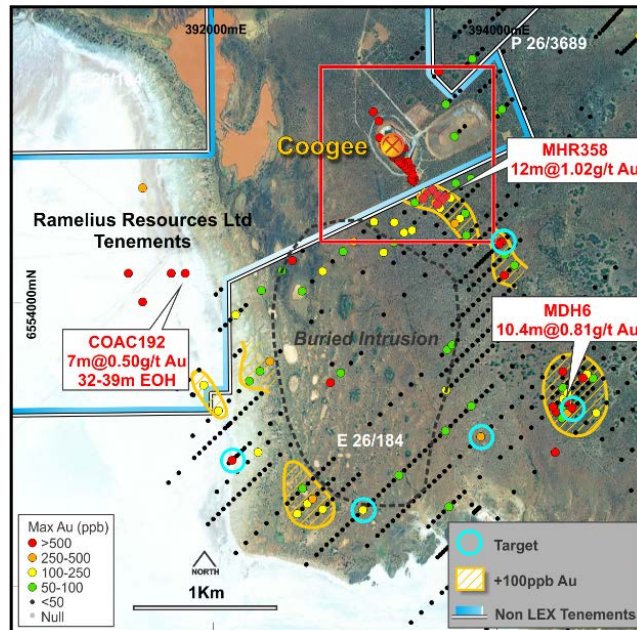 392000mE
394000mE
P 26/3689
E 26/184
Coogee
MHR358
12m@1.02g/t Au
Ramelius Resources Ltd
Tenements
6554000mN
COAC192
7m@0.50g/t Au
32-39m EOH
Buried Intrusion
MDH6
10.4m@0.81g/t Au
E 26/184
Max Au (ppb)
>500
250-500
100-250
50-100
<50
Null
NORTH
1Km
Target
+100ppb Au
Non LEX Tenements